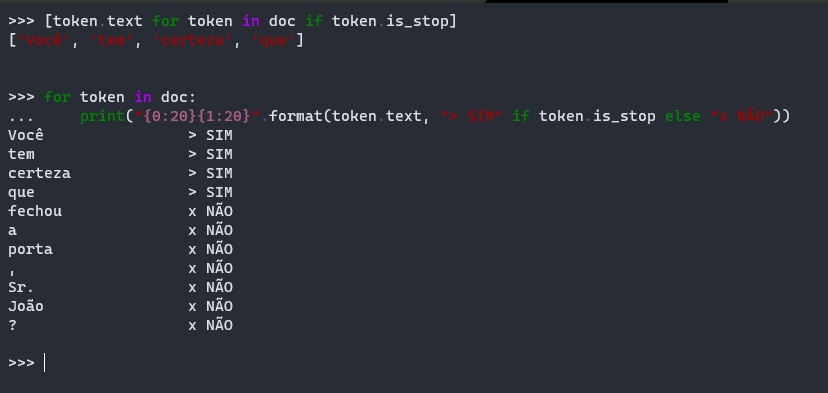 >>> [token.text for token in doc if token.is_stop]
['Você', 'tem', 'certeza', 'que']
>>> for token in doc:
...     print("{0:20}{1:20}".format(token.text, "> SIM" if token.is_stop else "x NÃO"))
Você                > SIM
tem                 > SIM
certeza             > SIM
que                 > SIM
fechou              x NÃO
a                   x NÃO
porta               x NÃO
,                   x NÃO
Sr.                 x NÃO
João                x NÃO
?                   x NÃO
>>>